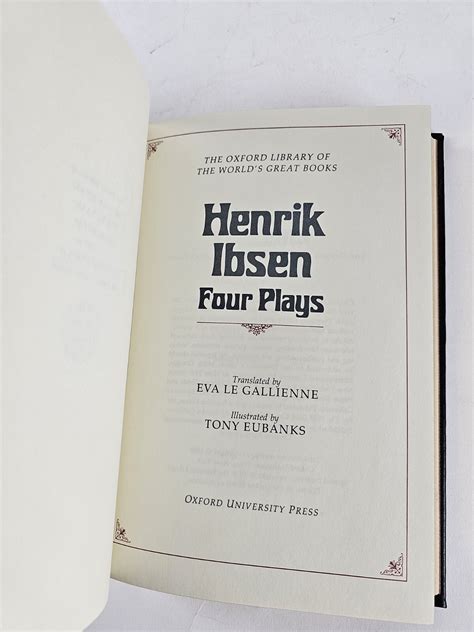 THE OXFORD LIBRARY OF
THE WORLD'S GREAT BOOKS
Henrik
Ibsen
Four Plays
Translated by
EVA LE GALLIENNE
Illustrated by
TONY EUBANKS
OXFORD UNIVERSITY PRESS